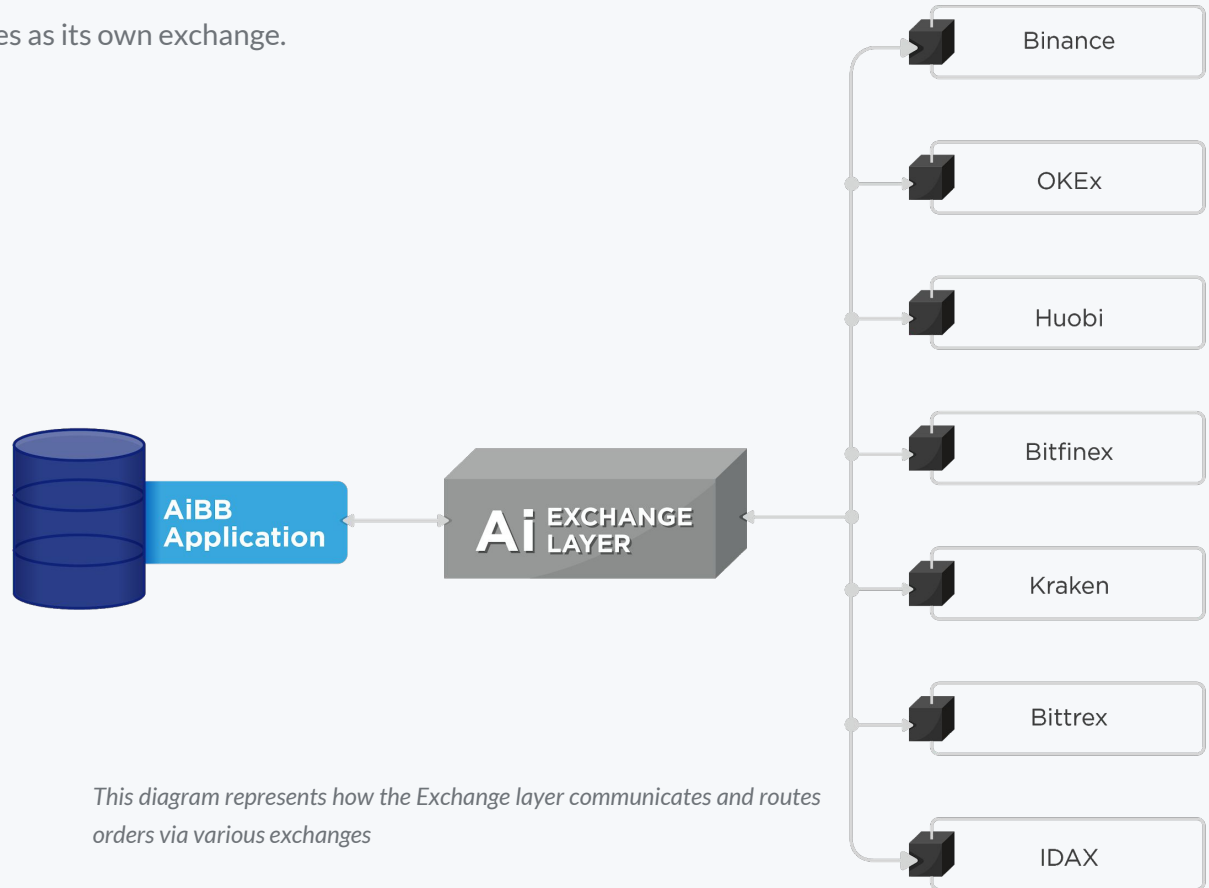 es as its own exchange.
Binance
OKEx
Huobi
Bitfinex
AiBB
Application
Ai EXCHANGE
LAYER
Kraken
Bittrex
This diagram represents how the Exchange layer communicates and routes
orders via various exchanges
IDAX